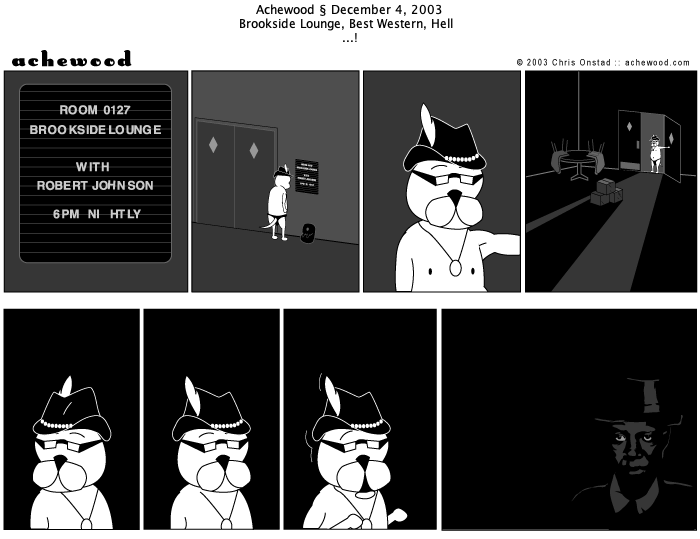 Achewood § December 4, 2003
Brookside Lounge, Best Western, Hell
...!
achewood
© 2003 Chris Onstad :: achewood.com
ROOM 0127
BROOKSIDE LOUNGE
WITH
ROBERT JOHNSON
6PM NI HTLY